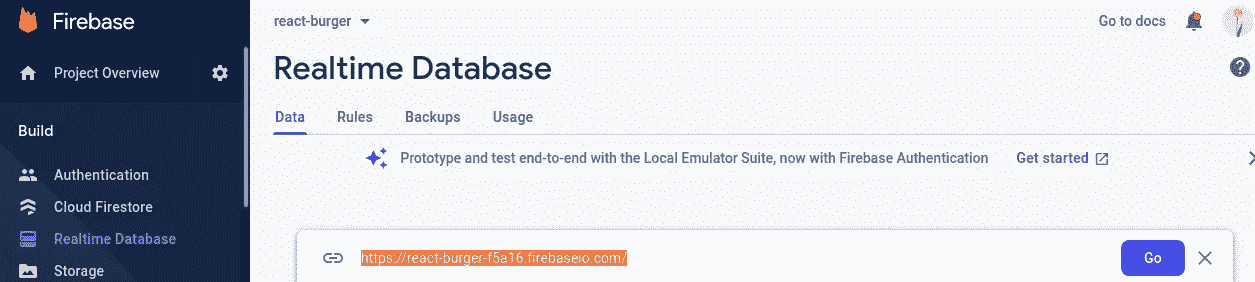 Firebase
Project Overview
Build
Authentication
Cloud Firestore
Realtime Database
Storage
react-burger
Go to docs
Realtime Database
Data Rules Backups Usage
Prototype and test end-to-end with the Local Emulator Suite, now with Firebase Authentication Get started
https://react-burger-f5a16.firebaseio.com/
Go